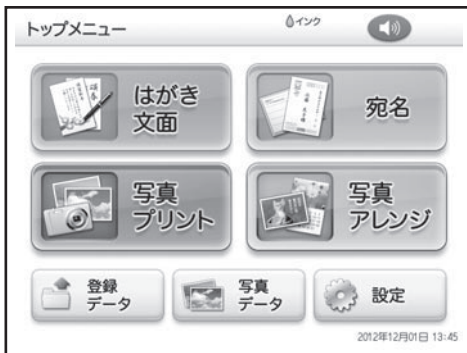 トップメニュー
インク
はがき
文面
宛名
写真
プリント
写真
アレンジ
登録
データ
写真
データ
設定
2012年12月01日 13:45